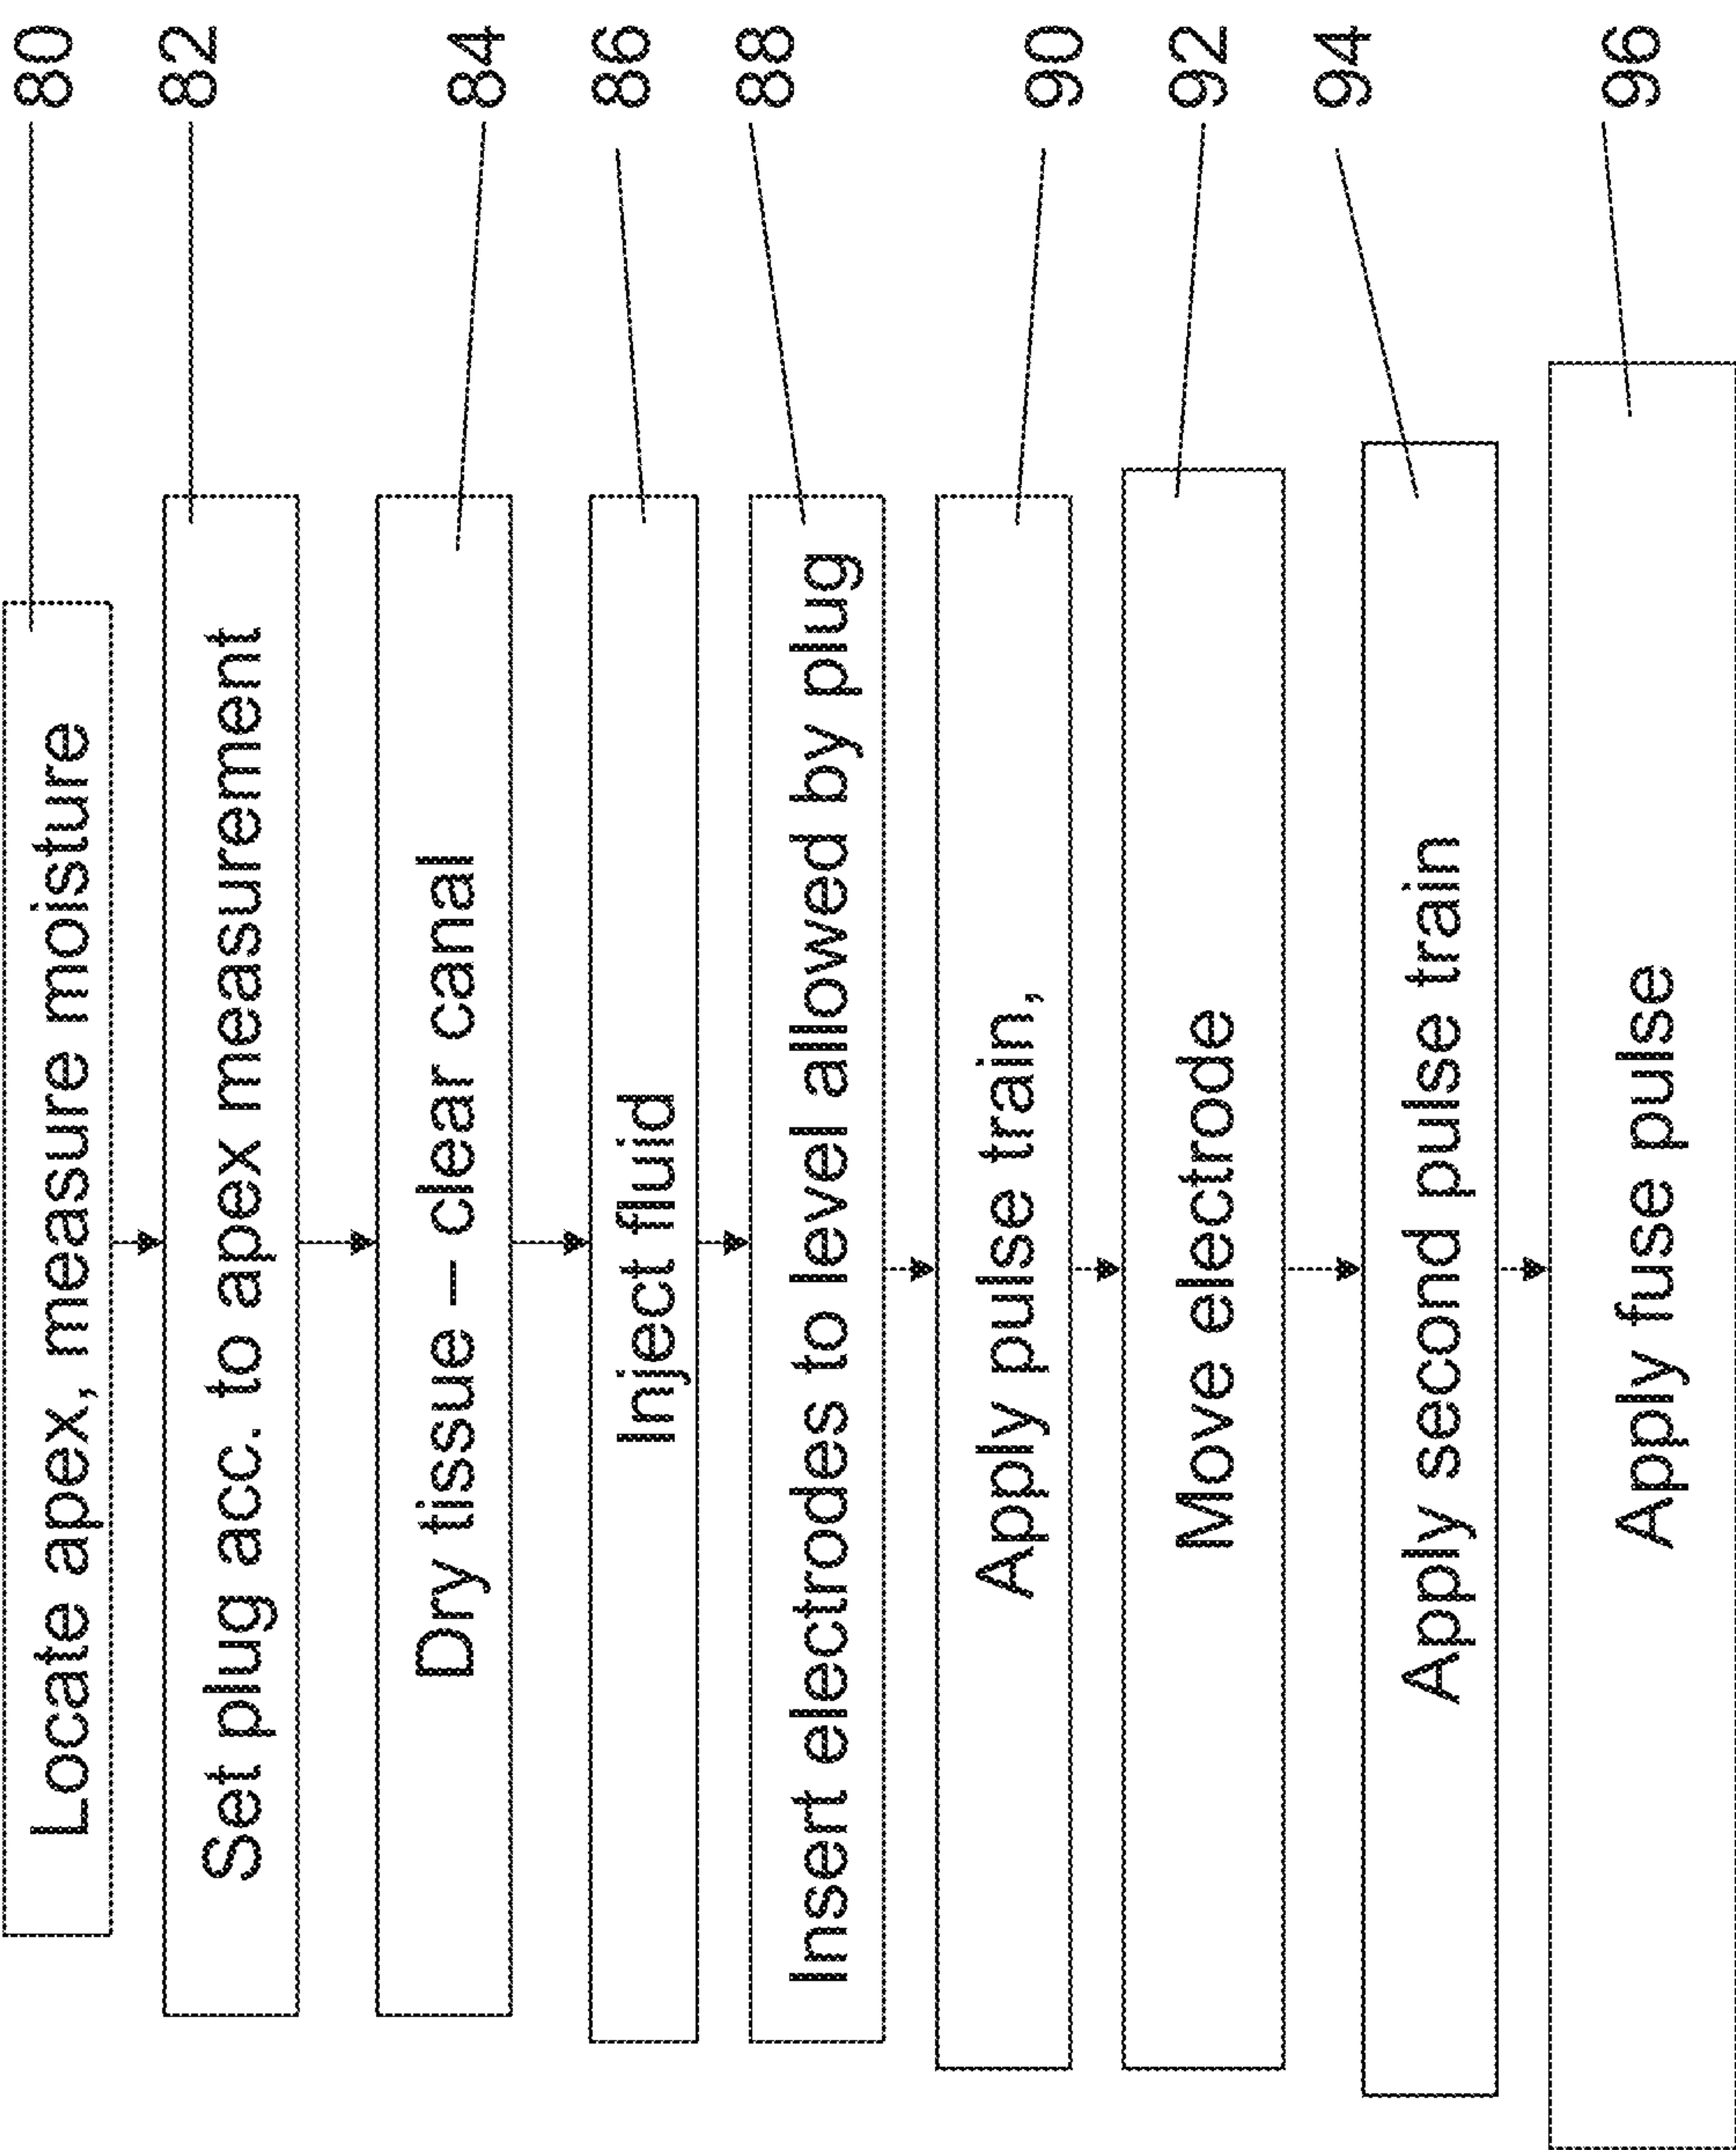 Locate apex, measure moisture 80
Set plug acc. to apex measurement 82
Dry tissue – clear canal 84
Inject fluid 86
Insert electrodes to level allowed by plug 88
Apply pulse train, 90
Move electrode 92
Apply second pulse train 94
Apply fuse pulse 96